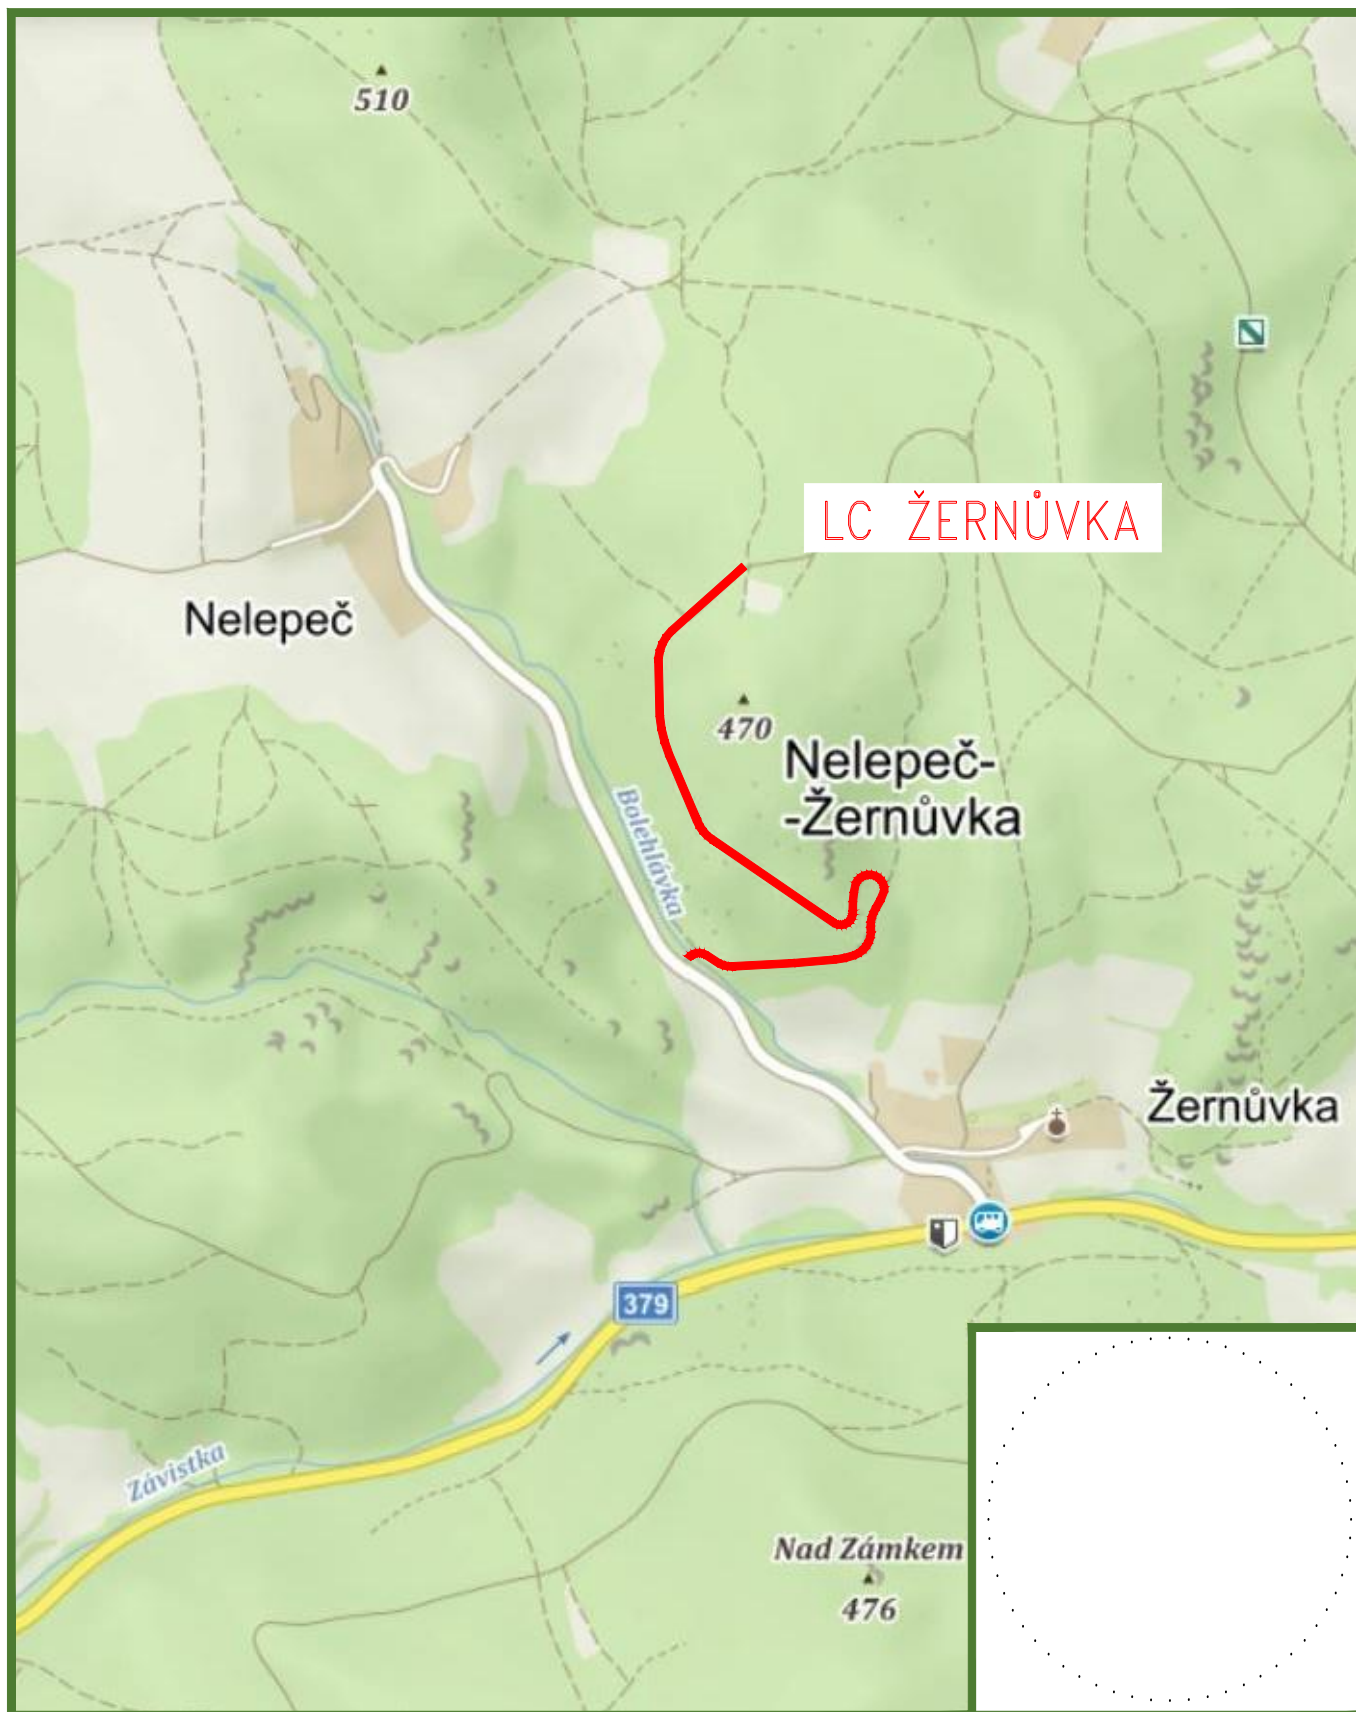 510
LC ŽERNŮVKA
Nelepeč
470
Nelepeč-
-Žernůvka
Bolehlávka
Žernůvka
379
Závistka
Nad Zámkem
476